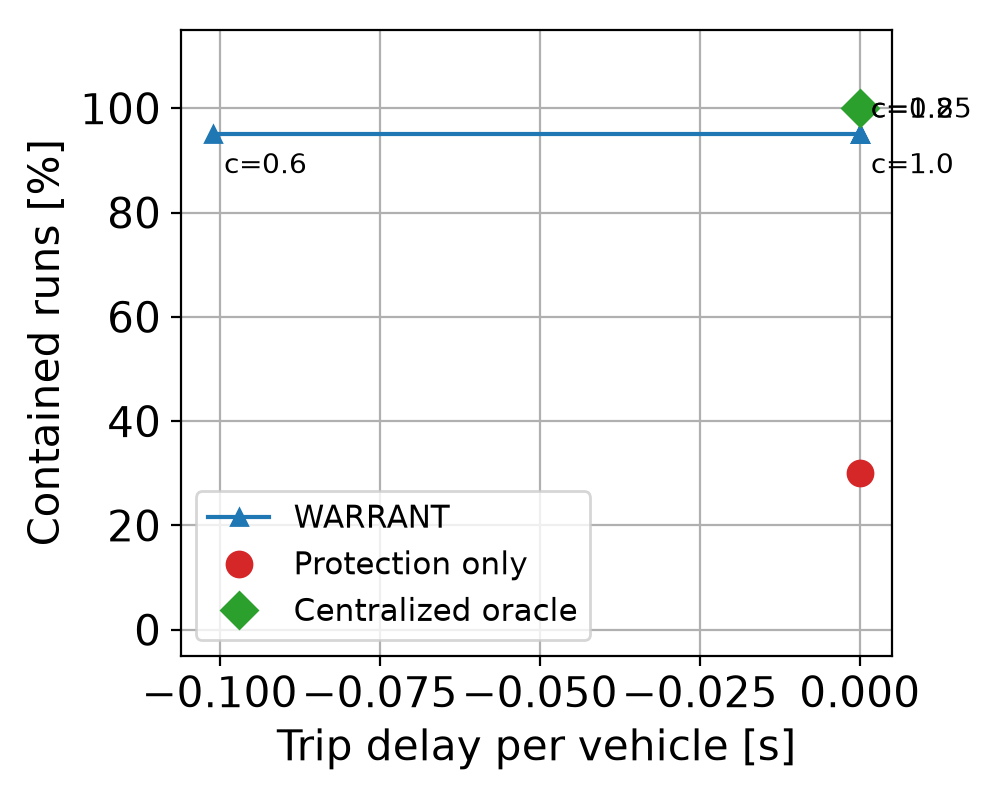 100
80
60
40
20
0
Contained runs [%]
c=0.6
c=1.0
WARRANT
Protection only
Centralized oracle
−0.100
−0.075
−0.050
−0.025
0.000
Trip delay per vehicle [s]